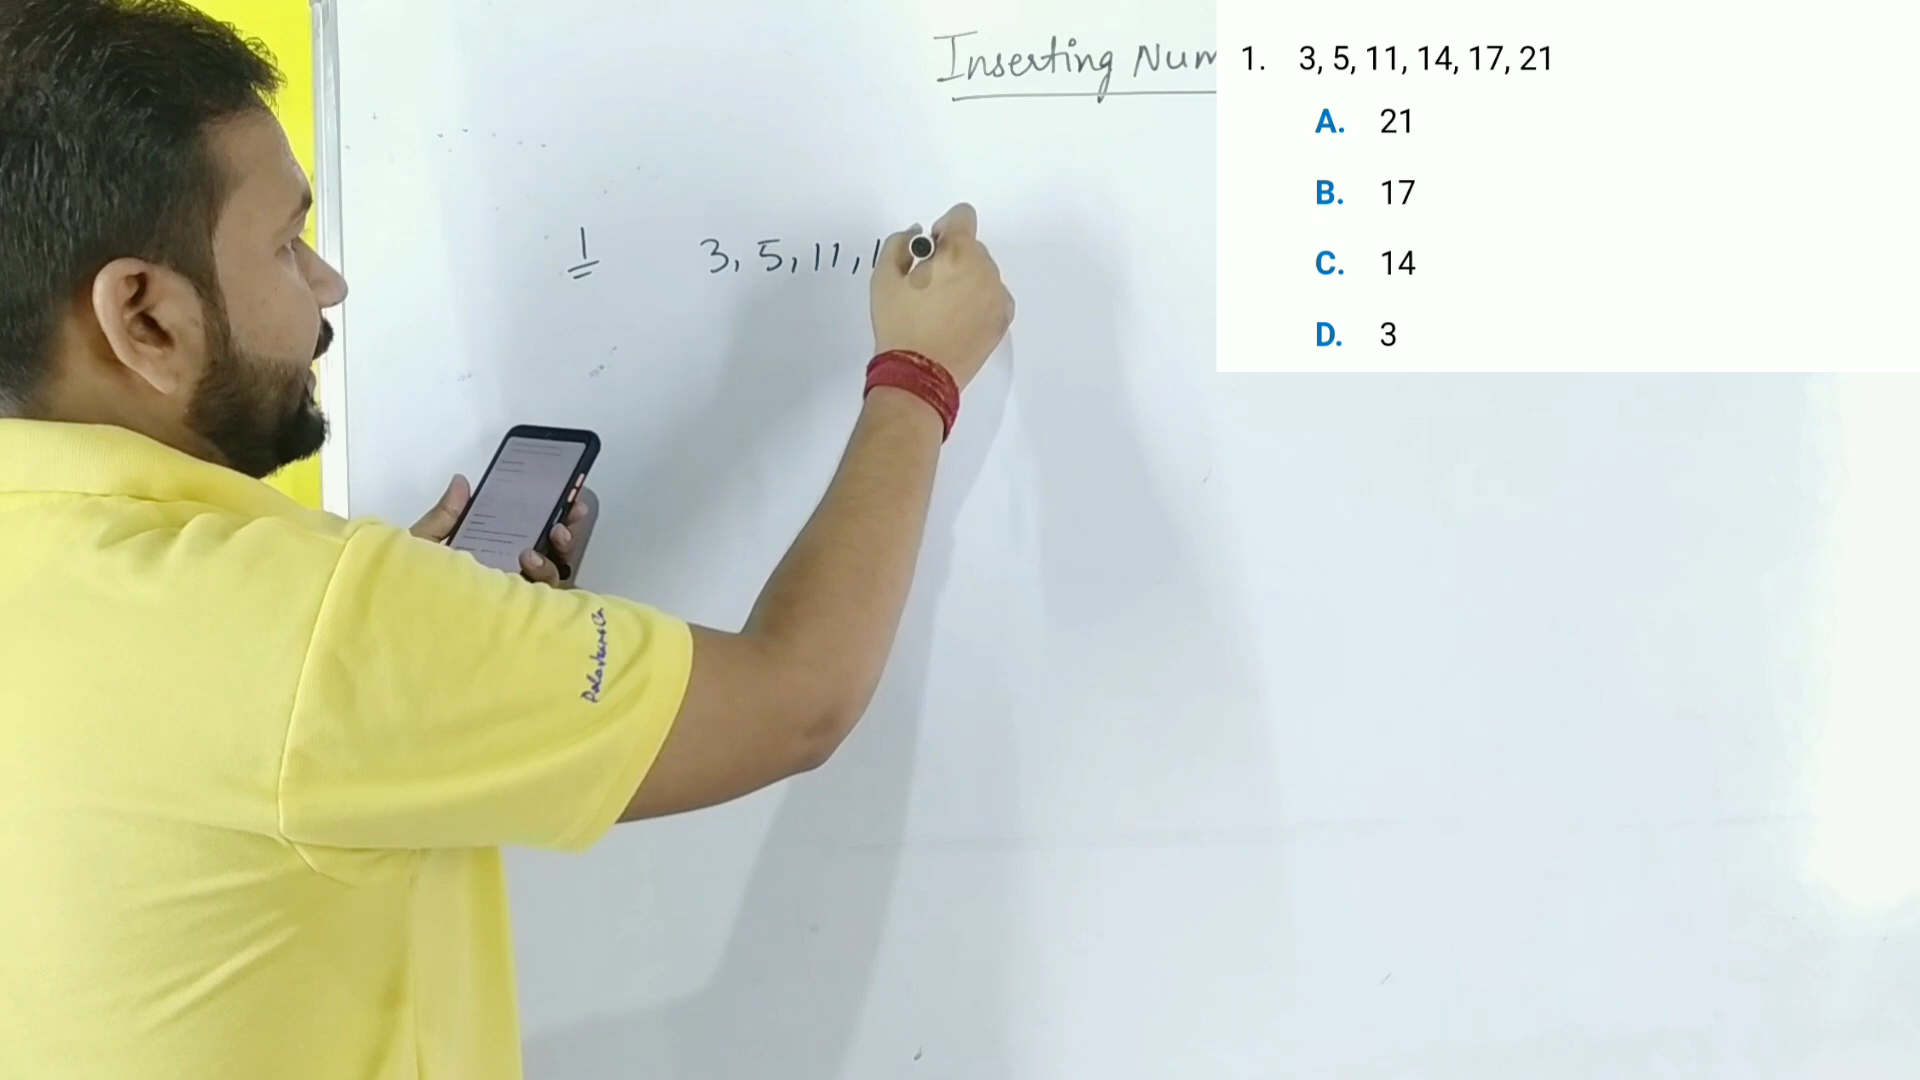 Inserting Num
1. 3, 5, 11, 14, 17, 21
A. 21
B. 17
C. 14
D. 3
1 3, 5, 11, 1